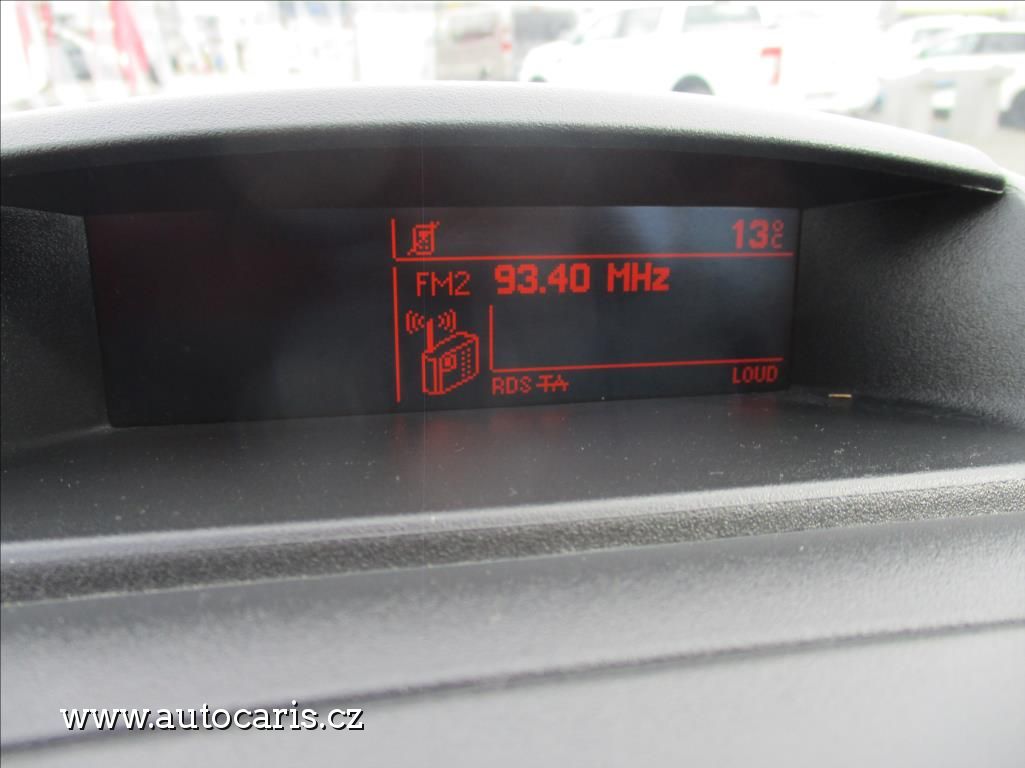 13°C
FM2 93.40 MHz
RDS TA LOUD
www.autocaris.cz